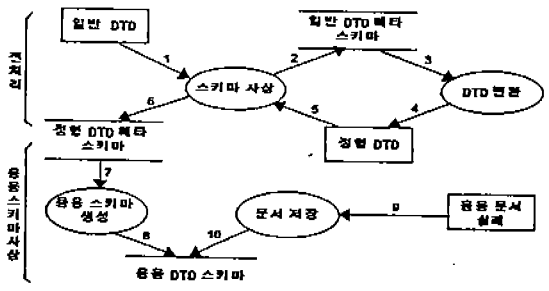 일반 DTD
일반 DTD 메타
스키마
1
2
3
전처리
스키마 사상
DTD 변환
6
5
4
정형 DTD 메타
스키마
정형 DTD
7
응용스키마사상
응용 스키마
생성
문서 저장
9
응용 문서
실례
8
10
응용 DTD 스키마